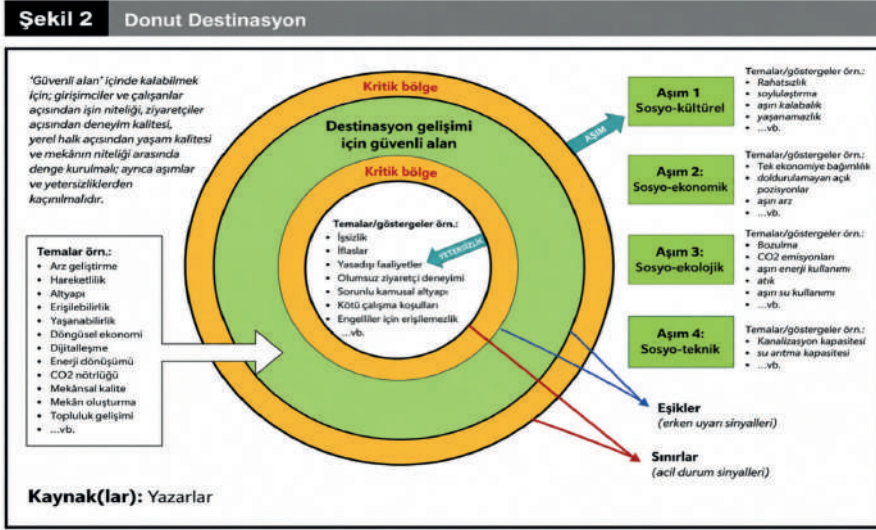 Şekil 2 Donut Destinasyon
'Güvenli alan' içinde kalabilmek
için; girişimciler ve çalışanlar
açısından işin niteliği, ziyaretçiler
açısından deneyim kalitesi,
yerel halk açısından yaşam kalitesi
ve mekânın niteliği arasında
denge kurulmalı; ayrıca aşımlar
ve yetersizliklerden
kaçınılmalıdır.
Temalar örn.:
• Arz geliştirme
• Hareketlilik
• Altyapı
• Erişilebilirlik
• Yaşanabilirlik
• Döngüsel ekonomi
• Dijitalleşme
• Enerji dönüşümü
• CO2 nötrlüğü
• Mekânsal kalite
• Mekân oluşturma
• Topluluk gelişimi
• ...vb.
Kritik bölge
Destinasyon gelişimi
için güvenli alan
Kritik bölge
Temalar/göstergeler örn.:
• İşsizlik
• İflaslar
• Yasadışı faaliyetler
• Olumsuz ziyaretçi deneyimi
• Sorunlu kamusal altyapı
• Kötü çalışma koşulları
• Engelliler için erişilemezlik
...vb.
YETERSİZLİK
AŞIM
Aşım 1
Sosyo-kültürel
Temalar/göstergeler örn.:
• Rahatsızlık
• soylulaştırma
• aşırı kalabalık
• yaşanamazlık
• ...vb.
Aşım 2:
Sosyo-ekonomik
Temalar/göstergeler örn.:
• Tek ekonomiye bağımlılık
• doldurulamayan açık
pozisyonlar
• aşırı arz
• ...vb.
Aşım 3:
Sosyo-ekolojik
Temalar/göstergeler örn.:
• Bozulma
• CO2 emisyonları
• aşırı enerji kullanımı
• atık
• aşırı su kullanımı
• ...vb.
Aşım 4:
Sosyo-teknik
Temalar/göstergeler örn.:
• Kanalizasyon kapasitesi
• su arıtma kapasitesi
• ...vb.
Eşikler
(erken uyarı sinyalleri)
Sınırlar
(acil durum sinyalleri)
Kaynak(lar): Yazarlar